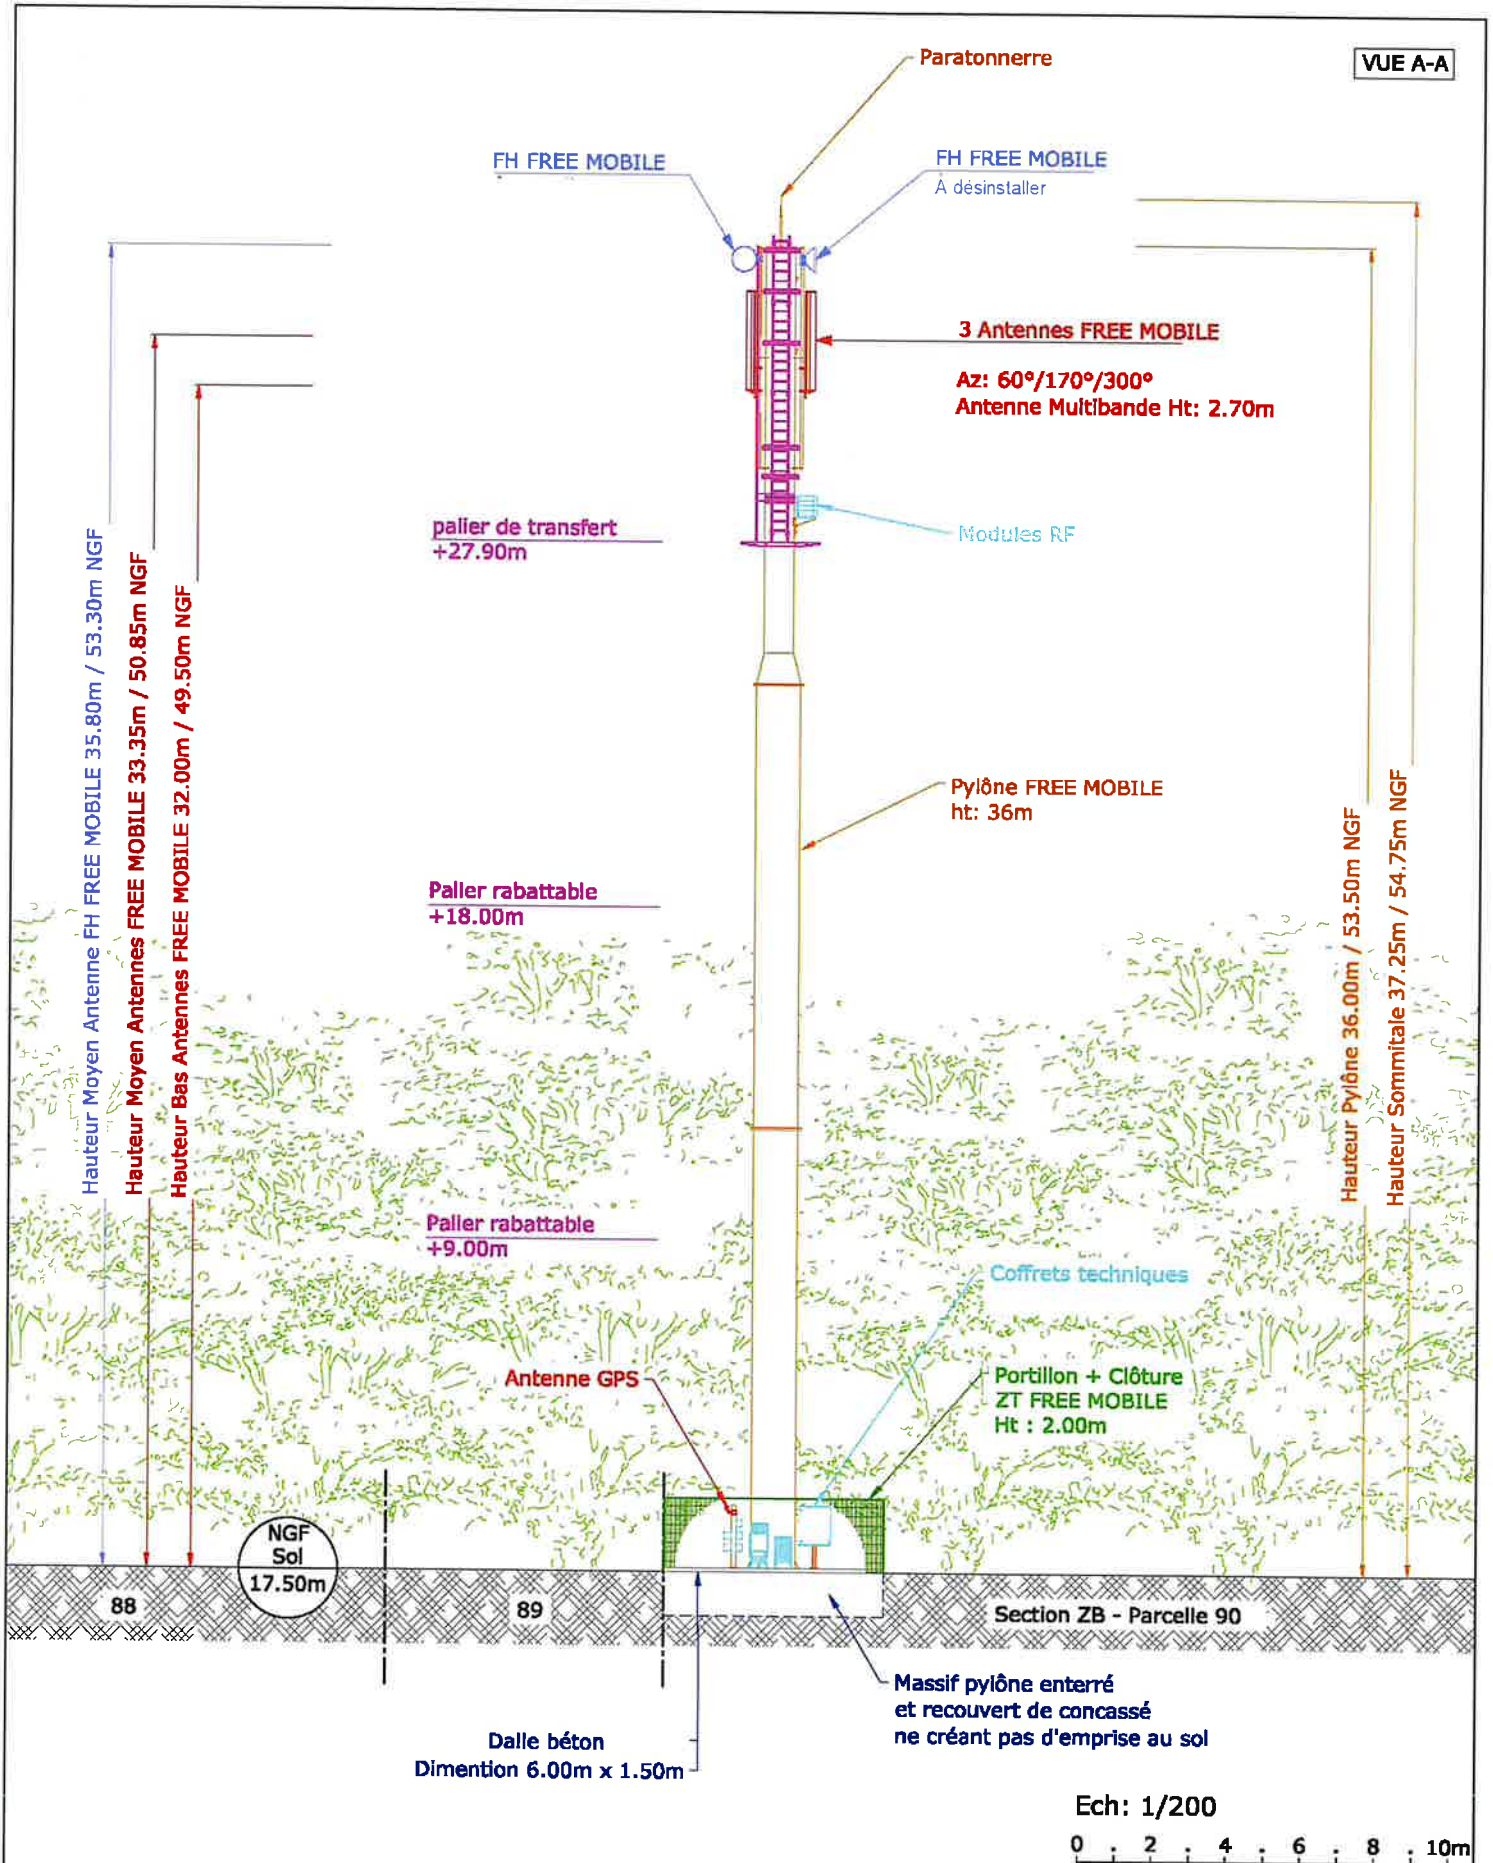 VUE A-A
Paratonnerre
FH FREE MOBILE
FH FREE MOBILE
A désinstaller
3 Antennes FREE MOBILE
Az: 60°/170°/300°
Antenne Multibande Ht: 2.70m
palier de transfert
+27.90m
Modules RF
Hauteur Moyen Antenne FH FREE MOBILE 35.80m / 53.30m NGF
Hauteur Moyen Antennes FREE MOBILE 33.35m / 50.85m NGF
Hauteur Bas Antennes FREE MOBILE 32.00m / 49.50m NGF
Pylône FREE MOBILE
ht: 36m
Hauteur Pylône 36.00m / 53.50m NGF
Hauteur Sommitale 37.25m / 54.75m NGF
Palier rabattable
+18.00m
Palier rabattable
+9.00m
Coffrets techniques
Antenne GPS
Portillon + Clôture
ZT FREE MOBILE
Ht : 2.00m
NGF
Sol
17.50m
88
89
Section ZB - Parcelle 90
Massif pylône enterré
et recouvert de concassé
ne créant pas d'emprise au sol
Dalle béton
Dimention 6.00m x 1.50m
Ech: 1/200
0 . 2 . 4 . 6 . 8 . 10m